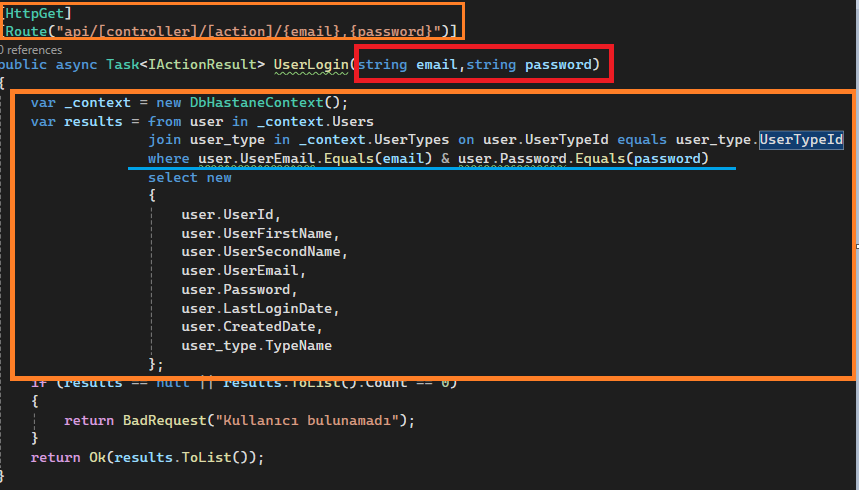 [HttpGet]
[Route("api/[controller]/[action]/{email},{password}")]
0 references
public async Task<IActionResult> UserLogin(string email,string password)
{
var _context = new DbHastaneContext();
var results = from user in _context.Users
join user_type in _context.UserTypes on user.UserTypeId equals user_type.UserTypeId
where user.UserEmail.Equals(email) & user.Password.Equals(password)
select new
{
user.UserId,
user.UserFirstName,
user.UserSecondName,
user.UserEmail,
user.Password,
user.LastLoginDate,
user.CreatedDate,
user_type.TypeName
};
if (results == null || results.ToList().Count == 0)
{
return BadRequest("Kullanıcı bulunamadı");
}
return Ok(results.ToList());
}